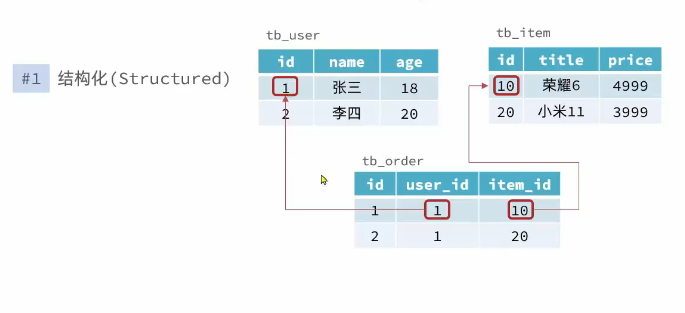 #1 结构化(Structured)
tb_user
id name age
1 张三 18
2 李四 20
tb_item
id title price
10 荣耀6 4999
20 小米11 3999
tb_order
id user_id item_id
1 1 10
2 1 20